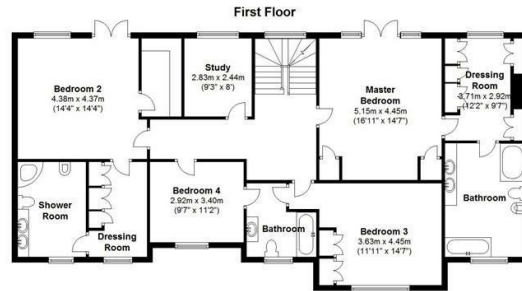 First Floor
Bedroom 2
4.38m x 4.37m
(14'4" x 14'4")
Study
2.83m x 2.44m
(9'3" x 8')
Master
Bedroom
5.15m x 4.45m
(16'11" x 14'7")
Dressing
Room
3.71m x 2.92m
(12'2" x 9'7")
Shower
Room
Dressing
Room
Bedroom 4
2.92m x 3.40m
(9'7" x 11'2")
Bathroom
Bedroom 3
3.63m x 4.45m
(11'11" x 14'7")
Bathroom